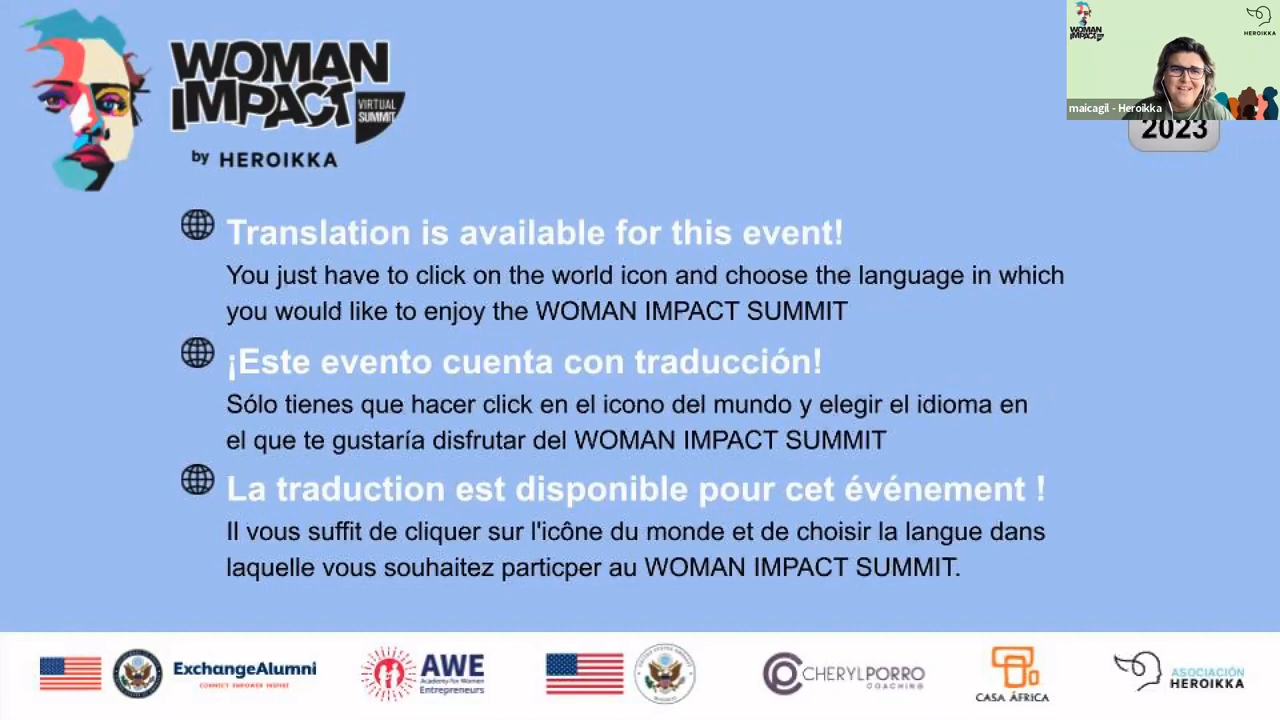 WOMAN
IMPACT
VIRTUAL
SUMMIT
by HEROIKKA
WOMAN
IMPACT
HEROIKKA
maicagil - Heroikka
2023
Translation is available for this event!
You just have to click on the world icon and choose the language in which
you would like to enjoy the WOMAN IMPACT SUMMIT
¡Este evento cuenta con traducción!
Sólo tienes que hacer click en el icono del mundo y elegir el idioma en
el que te gustaría disfrutar del WOMAN IMPACT SUMMIT
La traduction est disponible pour cet événement !
Il vous suffit de cliquer sur l'icône du monde et de choisir la langue dans
laquelle vous souhaitez particper au WOMAN IMPACT SUMMIT.
ExchangeAlumni
CONNECT EMPOWER INSPIRE
AWE
Academy for Women
Entrepreneurs
CHERYLPORRO
COACHING
CASA ÁFRICA
ASOCIACIÓN
HEROIKKA